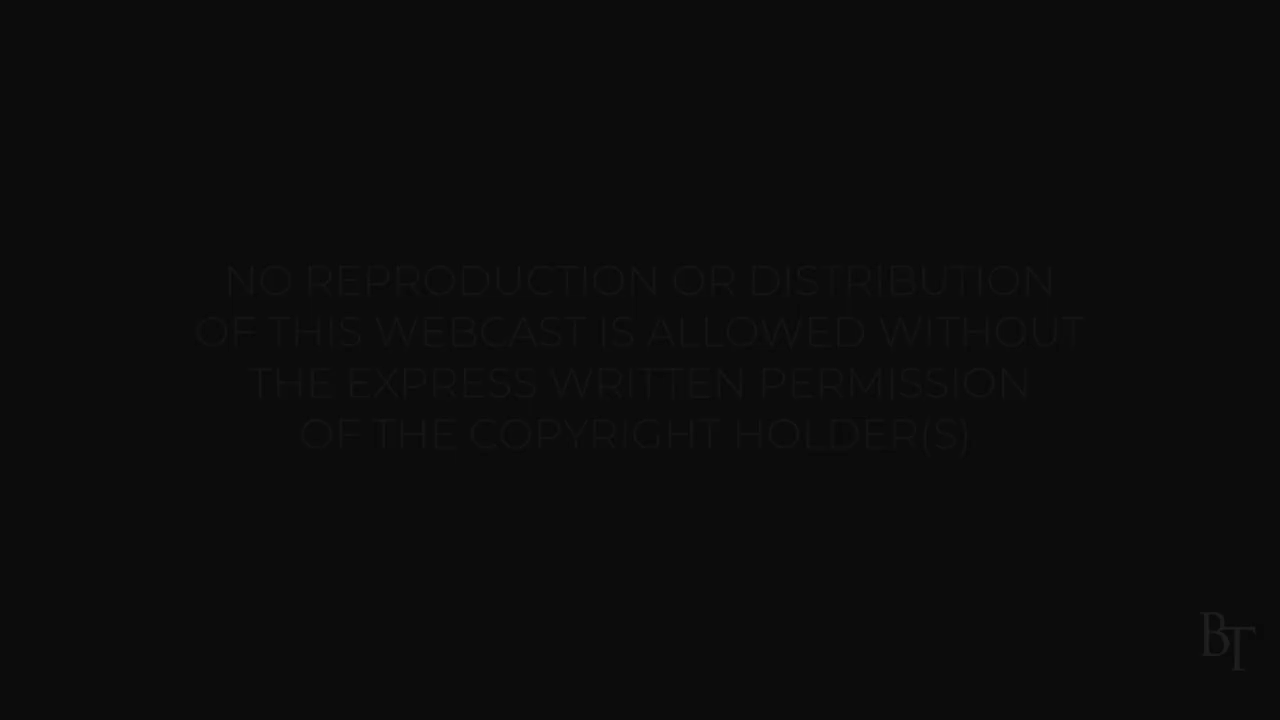 NO REPRODUCTION OR DISTRIBUTION
OF THIS WEBCAST IS ALLOWED WITHOUT
THE EXPRESS WRITTEN PERMISSION
OF THE COPYRIGHT HOLDER(S)
BT